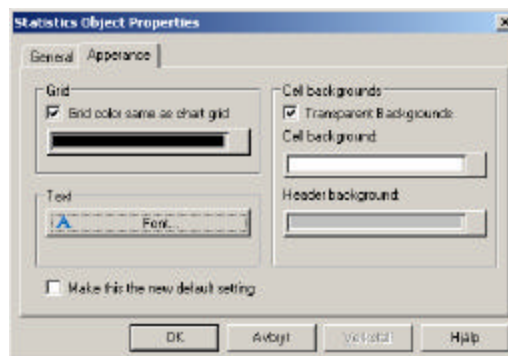 Statistics Object Properties
General
Apperance
Grid
Grid color same as chart grid
Text
Font...
Cell backgrounds
Transparent Backgrounds
Cell background:
Header background:
Make this the new default setting
OK
Avbryt
Verkställ
Hjälp